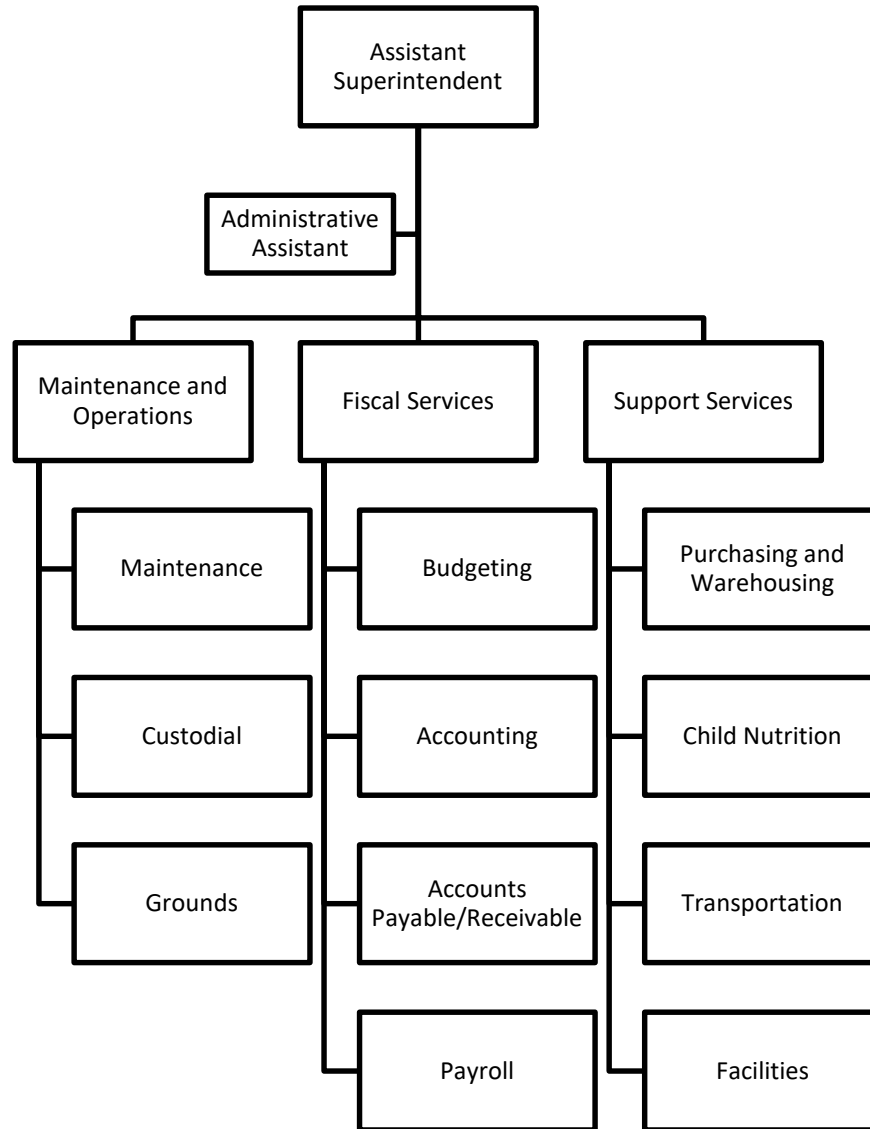 Assistant
Superintendent
Administrative
Assistant
Maintenance and
Operations
Fiscal Services
Support Services
Maintenance
Budgeting
Purchasing and
Warehousing
Custodial
Accounting
Child Nutrition
Grounds
Accounts
Payable/Receivable
Transportation
Payroll
Facilities